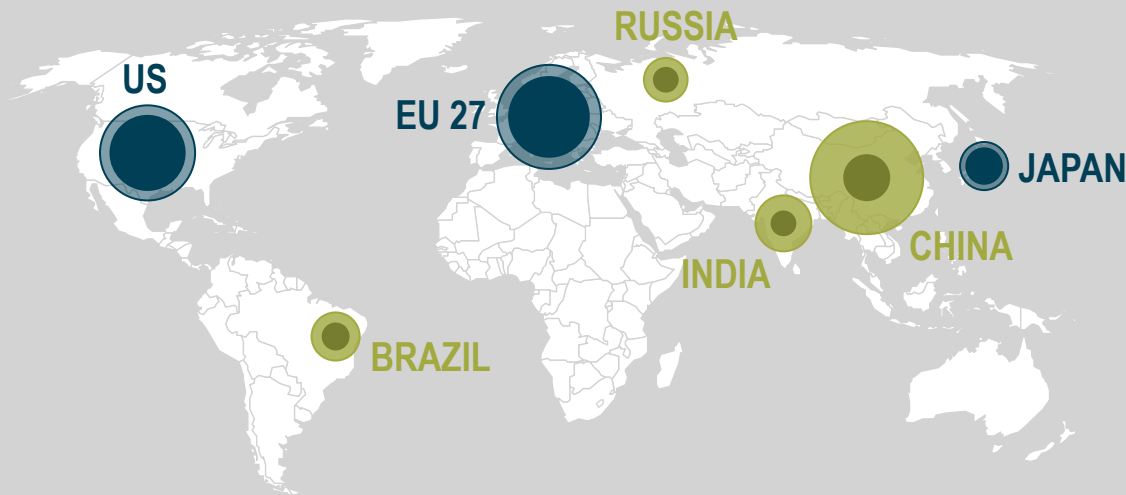 RUSSIA
US
EU 27
JAPAN
CHINA
INDIA
BRAZIL